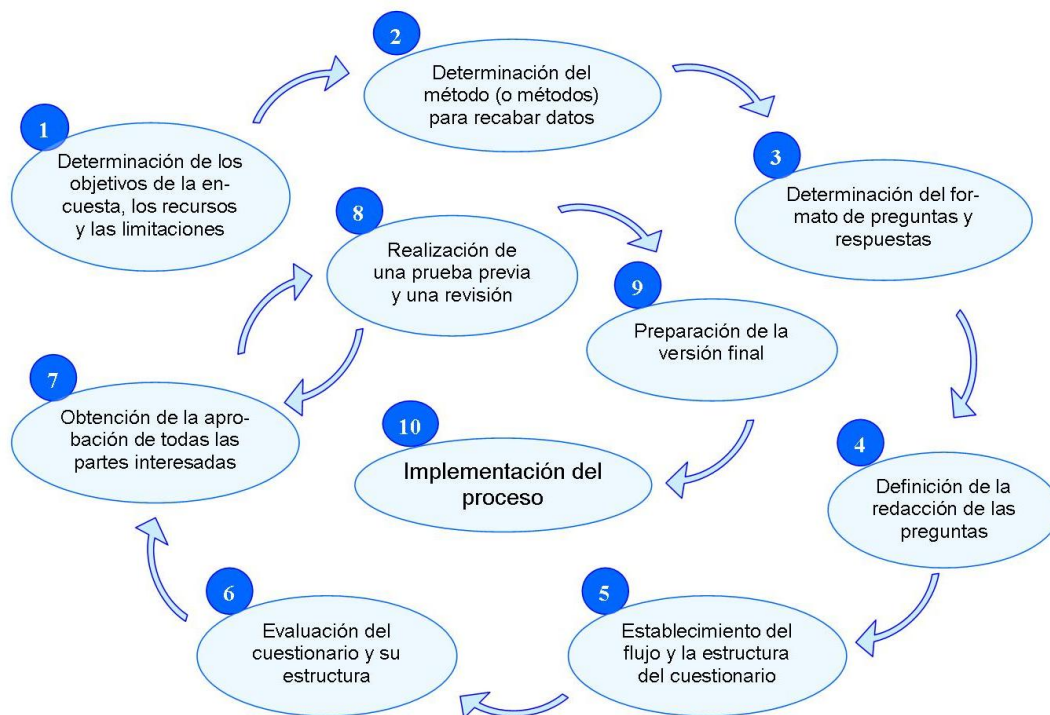 1
Determinación de los
objetivos de la en-
cuesta, los recursos
y las limitaciones
2
Determinación del
método (o métodos)
para recabar datos
3
Determinación del for-
mato de preguntas y
respuestas
4
Definición de la
redacción de las
preguntas
5
Establecimiento del
flujo y la estructura
del cuestionario
6
Evaluación del
cuestionario y su
estructura
7
Obtención de la apro-
bación de todas las
partes interesadas
8
Realización de
una prueba previa
y una revisión
9
Preparación de la
versión final
10
Implementación del
proceso